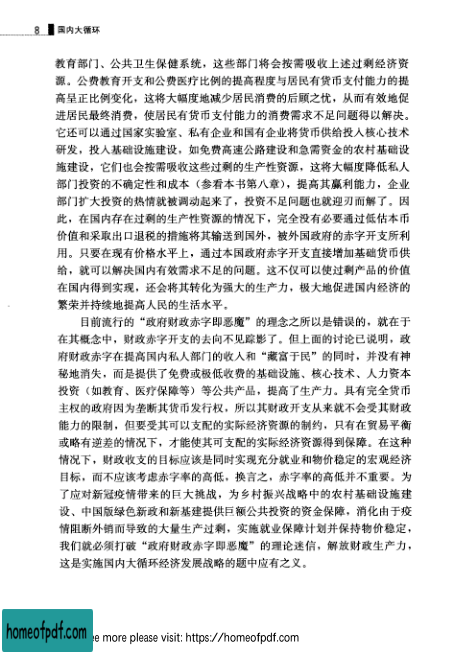 8 国内大循环
教育部门、公共卫生保健系统，这些部门将会按需吸收上述过剩经济资
源。公费教育开支和公费医疗比例的提高程度与居民有货币支付能力的提
高呈正比例变化，这将大幅度地减少居民消费的后顾之忧，从而有效地促
进居民最终消费，使居民有货币支付能力的消费需求不足问题得以解决。
它还可以通过国家实验室、私有企业和国有企业将货币供给投入核心技术
研发，投入基础设施建设，如免费高速公路建设和急需资金的农村基础设
施建设，它们也会按需吸收这些过剩的生产性资源，这将大幅度降低私人
部门投资的不确定性和成本（参看本书第八章），提高其赢利能力，企业
部门扩大投资的热情就被调动起来了，投资不足问题也就迎刃而解了。因
此，在国内存在过剩的生产性资源的情况下，完全没有必要通过低估本币
价值和采取出口退税的措施将其输送到国外，被外国政府的赤字开支所利
用。只要在现有价格水平上，通过本国政府赤字开支直接增加基础货币供
给，就可以解决国内有效需求不足的问题。这不仅可以使过剩产品的价值
在国内得到实现，还会将其转化为强大的生产力，极大地促进国内经济的
繁荣并持续地提高人民的生活水平。
目前流行的“政府财政赤字即恶魔”的理念之所以是错误的，就在于
在其概念中，财政赤字开支的去向不见踪影了。但上面的讨论已说明，政
府财政赤字在提高国内私人部门的收入和“藏富于民”的同时，并没有神
秘地消失，而是提供了免费或极低收费的基础设施、核心技术、人力资本
投资（如教育、医疗保障等）等公共产品，提高了生产力。具有完全货币
主权的政府因为垄断其货币发行权，所以其财政开支从来就不会受其财政
能力的限制，但要受其可以支配的实际经济资源的制约，只有在贸易平衡
或略有逆差的情况下，才能使其可支配的实际经济资源得到保障。在这种
情况下，财政收支的目标应该是同时实现充分就业和物价稳定的宏观经济
目标，而不应该考虑赤字率的高低，换言之，赤字率的高低并不重要。为
了应对新冠疫情带来的巨大挑战，为乡村振兴战略中的农村基础设施建
设、中国版绿色新政和新基建提供巨额公共投资的资金保障，消化由于疫
情阻断外销而导致的大量生产过剩，实施就业保障计划并保持物价稳定，
我们就必须打破“政府财政赤字即恶魔”的理论迷信，解放财政生产力，
这是实施国内大循环经济发展战略的题中应有之义。
homeofpdf.com
e more please visit: https://homeofpdf.com